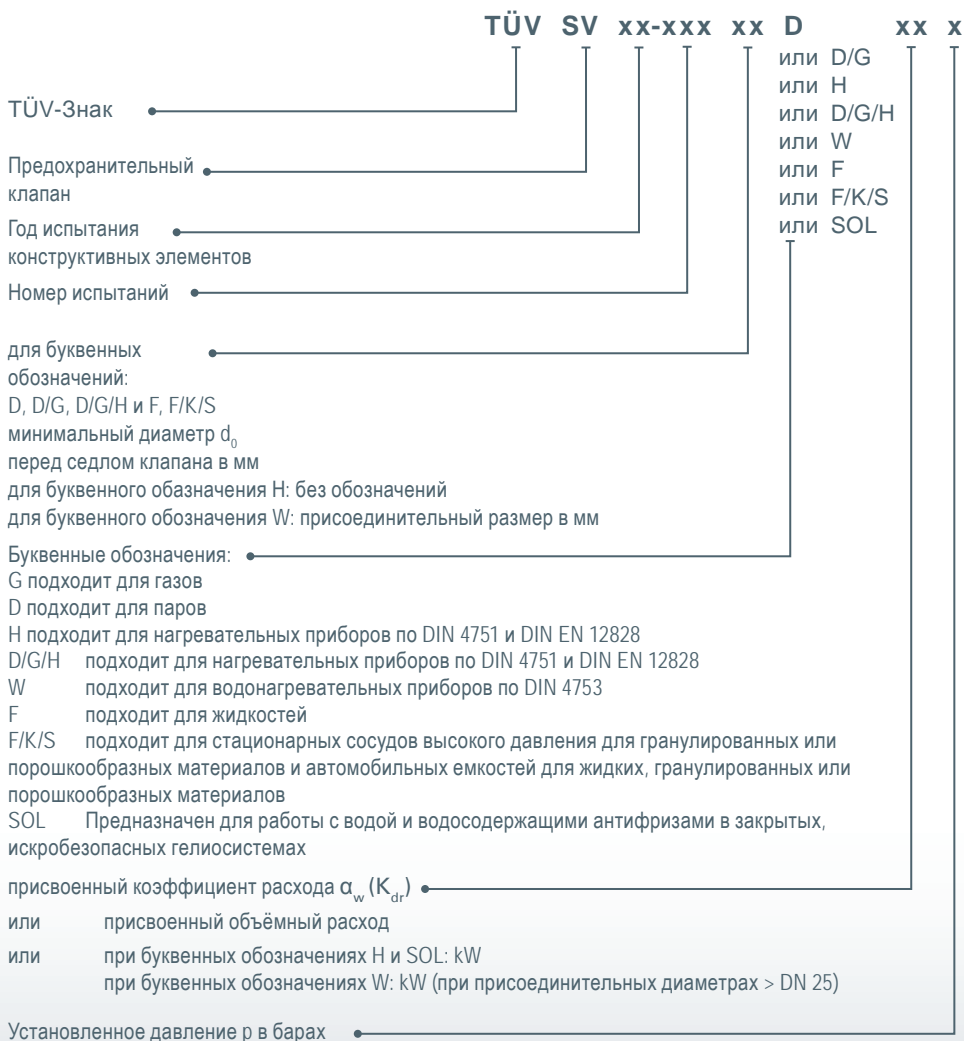 TÜV SV xx-xxx xx D xx x
или D/G
или H
или D/G/H
или W
или F
или F/K/S
или SOL
TÜV-Знак
Предохранительный
клапан
Год испытания
конструктивных элементов
Номер испытаний
для буквенных
обозначений:
D, D/G, D/G/H и F, F/K/S
минимальный диаметр d0
перед седлом клапана в мм
для буквенного обазначения H: без обозначений
для буквенного обозначения W: присоединительный размер в мм
Буквенные обозначения:
G подходит для газов
D подходит для паров
H подходит для нагревательных приборов по DIN 4751 и DIN EN 12828
D/G/H подходит для нагревательных приборов по DIN 4751 и DIN EN 12828
W подходит для водонагревательных приборов по DIN 4753
F подходит для жидкостей
F/K/S подходит для стационарных сосудов высокого давления для гранулированных или
порошкообразных материалов и автомобильных емкостей для жидких, гранулированных или
порошкообразных материалов
SOL Предназначен для работы с водой и водосодержащими антифризами в закрытых,
искробезопасных гелиосистемах
присвоенный коэффициент расхода αw (Kdr)
или присвоенный объёмный расход
или при буквенных обозначениях H и SOL: kW
при буквенных обозначениях W: kW (при присоединительных диаметрах > DN 25)
Установленное давление p в барах